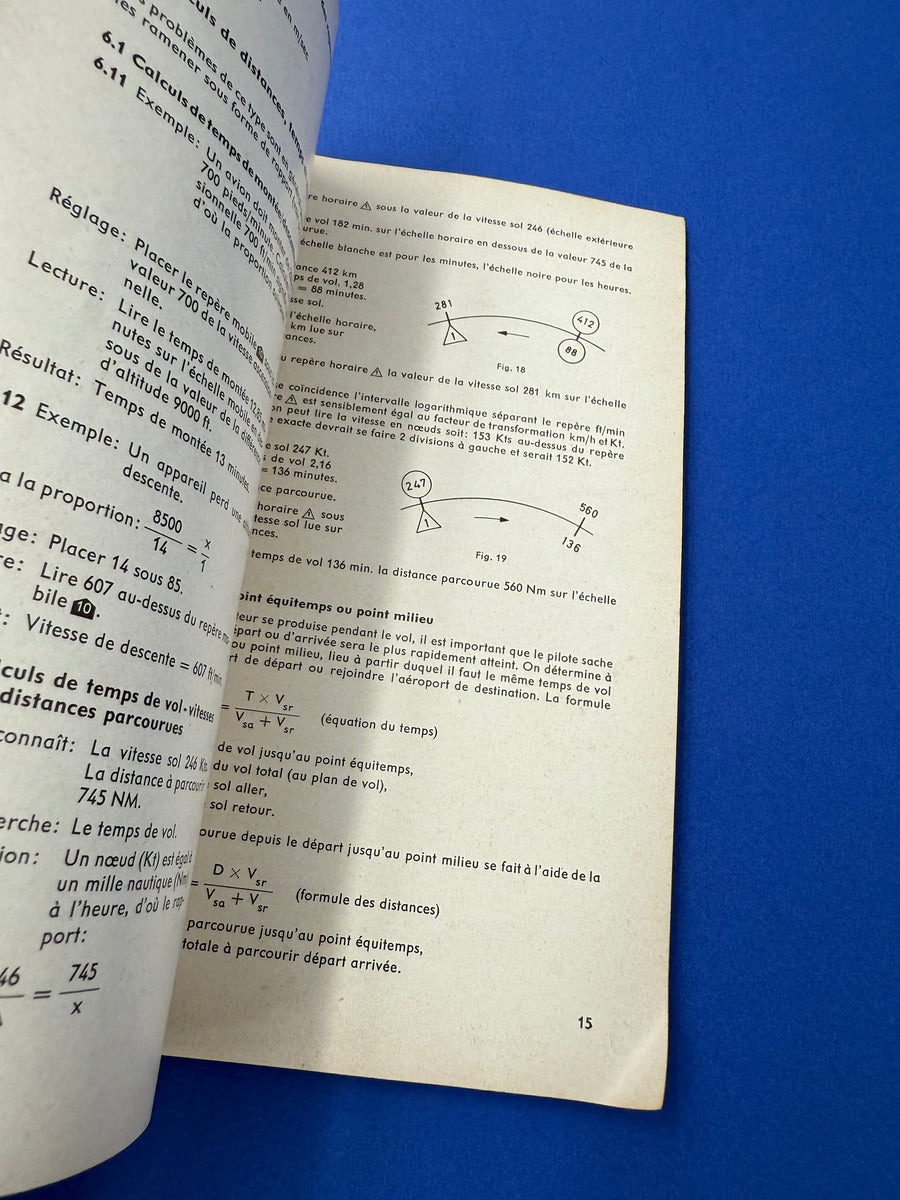 en m/sec
culs de distances, temps
problèmes de ce type sont en
les ramener sous forme de rapport
6.1 Calculs de temps de montée
6.11 Exemple: Un avion doit monter
700 pieds/minute.
sionnelle 700 ft/min
d'où la proportion
Réglage: Placer le repère mobile 10
valeur 700 de la vitesse
nelle.
Lecture: Lire le temps de montée 12,85
nutes sur l'échelle mobile en
sous de la valeur de la
d'altitude 9000 ft.
Résultat: Temps de montée 13 minutes.
12 Exemple: Un appareil perd une
descente.
a la proportion: 8500/14 = x/1
age: Placer 14 sous 85.
re: Lire 607 au-dessus du repère
bile 10.
t: Vitesse de descente = 607 ft/min.
lculs de temps de vol-vitesses
distances parcourues
connaît: La vitesse sol 246
La distance à parcourir
745 NM.
erche: Le temps de vol.
ion: Un nœud (Kt) est égal à
un mille nautique (Nm)
à l'heure, d'où le rap-
port:
46 = 745/x
re horaire 1 sous la valeur de la vitesse sol 246 (échelle extérieure
e vol 182 min. sur l'échelle horaire en dessous de la valeur 745 de la
urue.
échelle blanche est pour les minutes, l'échelle noire pour les heures.
ance 412 km
ps de vol. 1,28
= 88 minutes.
sse sol.
l'échelle horaire,
km lue sur
ances.
281
412
1
88
Fig. 18
u repère horaire 1 la valeur de la vitesse sol 281 km sur l'échelle
se coïncidence l'intervalle logarithmique séparant le repère ft/min
re 1 est sensiblement égal au facteur de transformation km/h et Kt.
on peut lire la vitesse en nœuds soit: 153 Kts au-dessus du repère
e exacte devrait se faire 2 divisions à gauche et serait 152 Kt.
e sol 247 Kt.
s de vol 2,16
= 136 minutes.
ce parcourue.
horaire 1 sous
tesse sol lue sur
nces.
247
1
560
136
Fig. 19
temps de vol 136 min. la distance parcourue 560 Nm sur l'échelle
oint équitemps ou point milieu
teur se produise pendant le vol, il est important que le pilote sache
épart ou d'arrivée sera le plus rapidement atteint. On détermine à
ou point milieu, lieu à partir duquel il faut le même temps de vol
rt de départ ou rejoindre l'aéroport de destination. La formule
= T × Vsr / Vsa + Vsr (équation du temps)
de vol jusqu'au point équitemps,
du vol total (au plan de vol),
sol aller,
sol retour.
ourue depuis le départ jusqu'au point milieu se fait à l'aide de la
= D × Vsr / Vsa + Vsr (formule des distances)
parcourue jusqu'au point équitemps,
totale à parcourir départ arrivée.
15